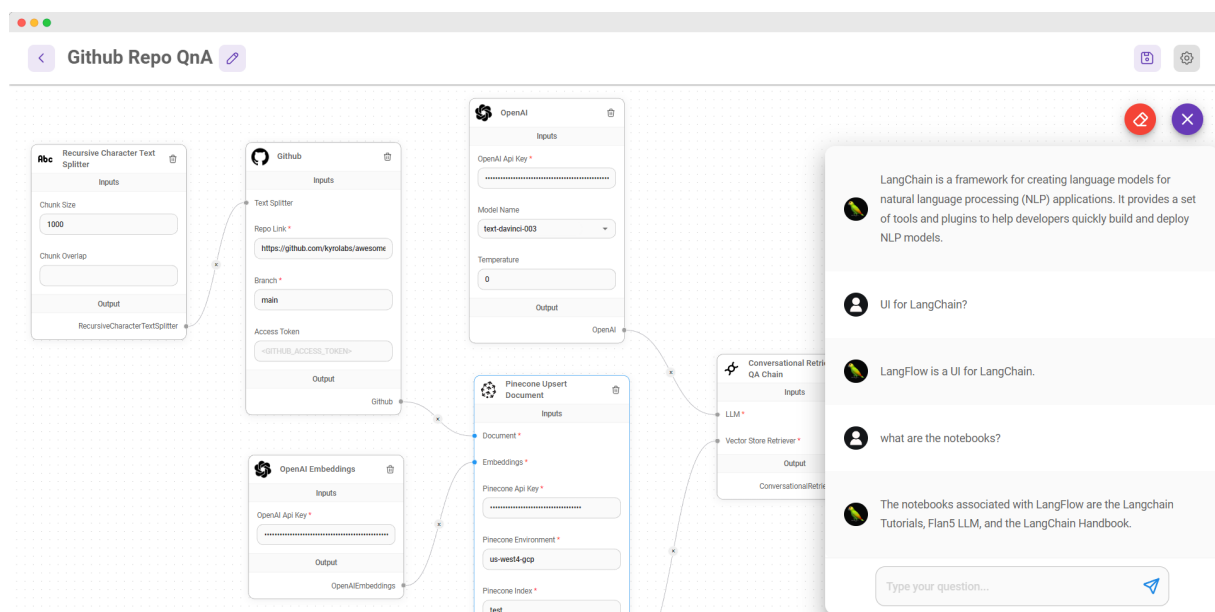 Github Repo QnA
Abc
Recursive Character Text
Splitter
Inputs
Chunk Size
1000
Chunk Overlap
Output
RecursiveCharacterTextSplitter
Github
Inputs
Text Splitter
Repo Link *
https://github.com/kyrolabs/awesome
Branch *
main
Access Token
<GITHUB_ACCESS_TOKEN>
Output
Github
OpenAI
Inputs
OpenAI Api Key *
Model Name
text-davinci-003
Temperature
0
Output
OpenAI
OpenAI Embeddings
Inputs
OpenAI Api Key *
Output
OpenAIEmbeddings
Pinecone Upsert
Document
Inputs
Document *
Embeddings *
Pinecone Api Key *
Pinecone Environment *
us-west4-gcp
Pinecone Index *
test
Conversational Retri
QA Chain
Inputs
LLM *
Vector Store Retriever *
Output
ConversationalRetrie
LangChain is a framework for creating language models for
natural language processing (NLP) applications. It provides a set
of tools and plugins to help developers quickly build and deploy
NLP models.
UI for LangChain?
LangFlow is a UI for LangChain.
what are the notebooks?
The notebooks associated with LangFlow are the Langchain
Tutorials, Flan5 LLM, and the LangChain Handbook.
Type your question...